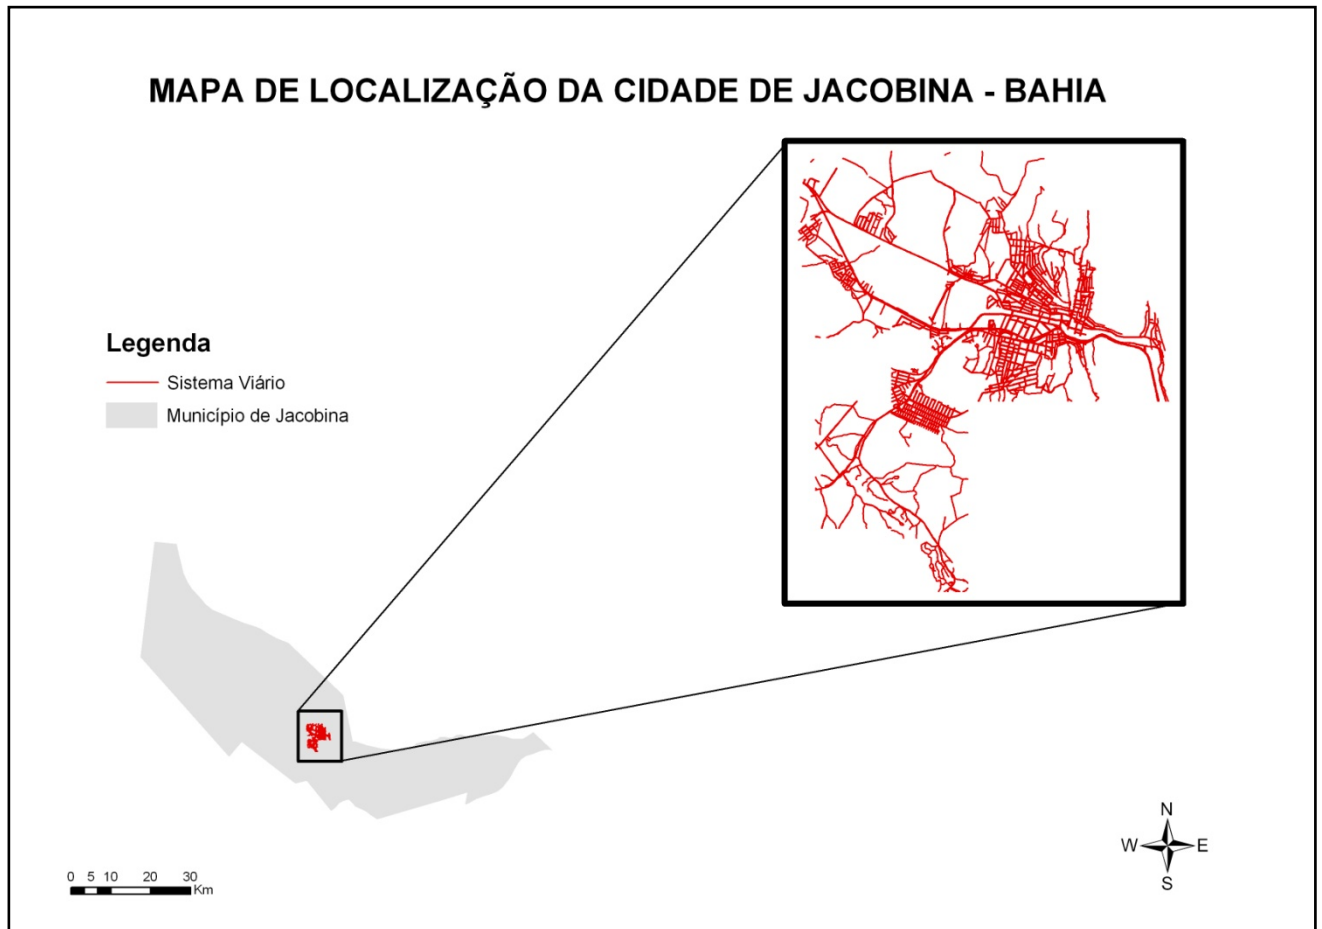 MAPA DE LOCALIZAÇÃO DA CIDADE DE JACOBINA - BAHIA
Legenda
Sistema Viário
Município de Jacobina
0 5 10 20 30
Km
N
W E
S